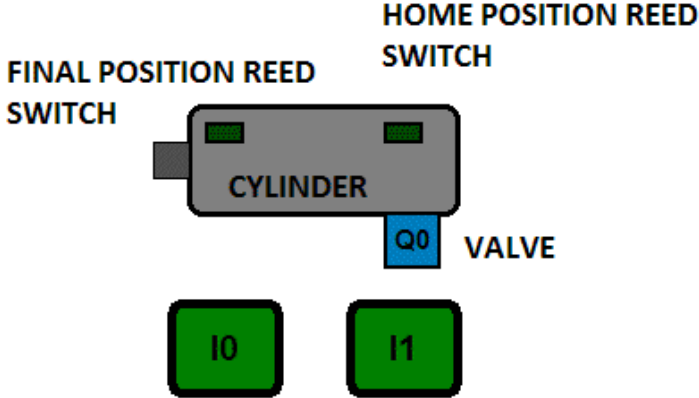 HOME POSITION REED
SWITCH
FINAL POSITION REED
SWITCH
CYLINDER
Q0
VALVE
I0
I1